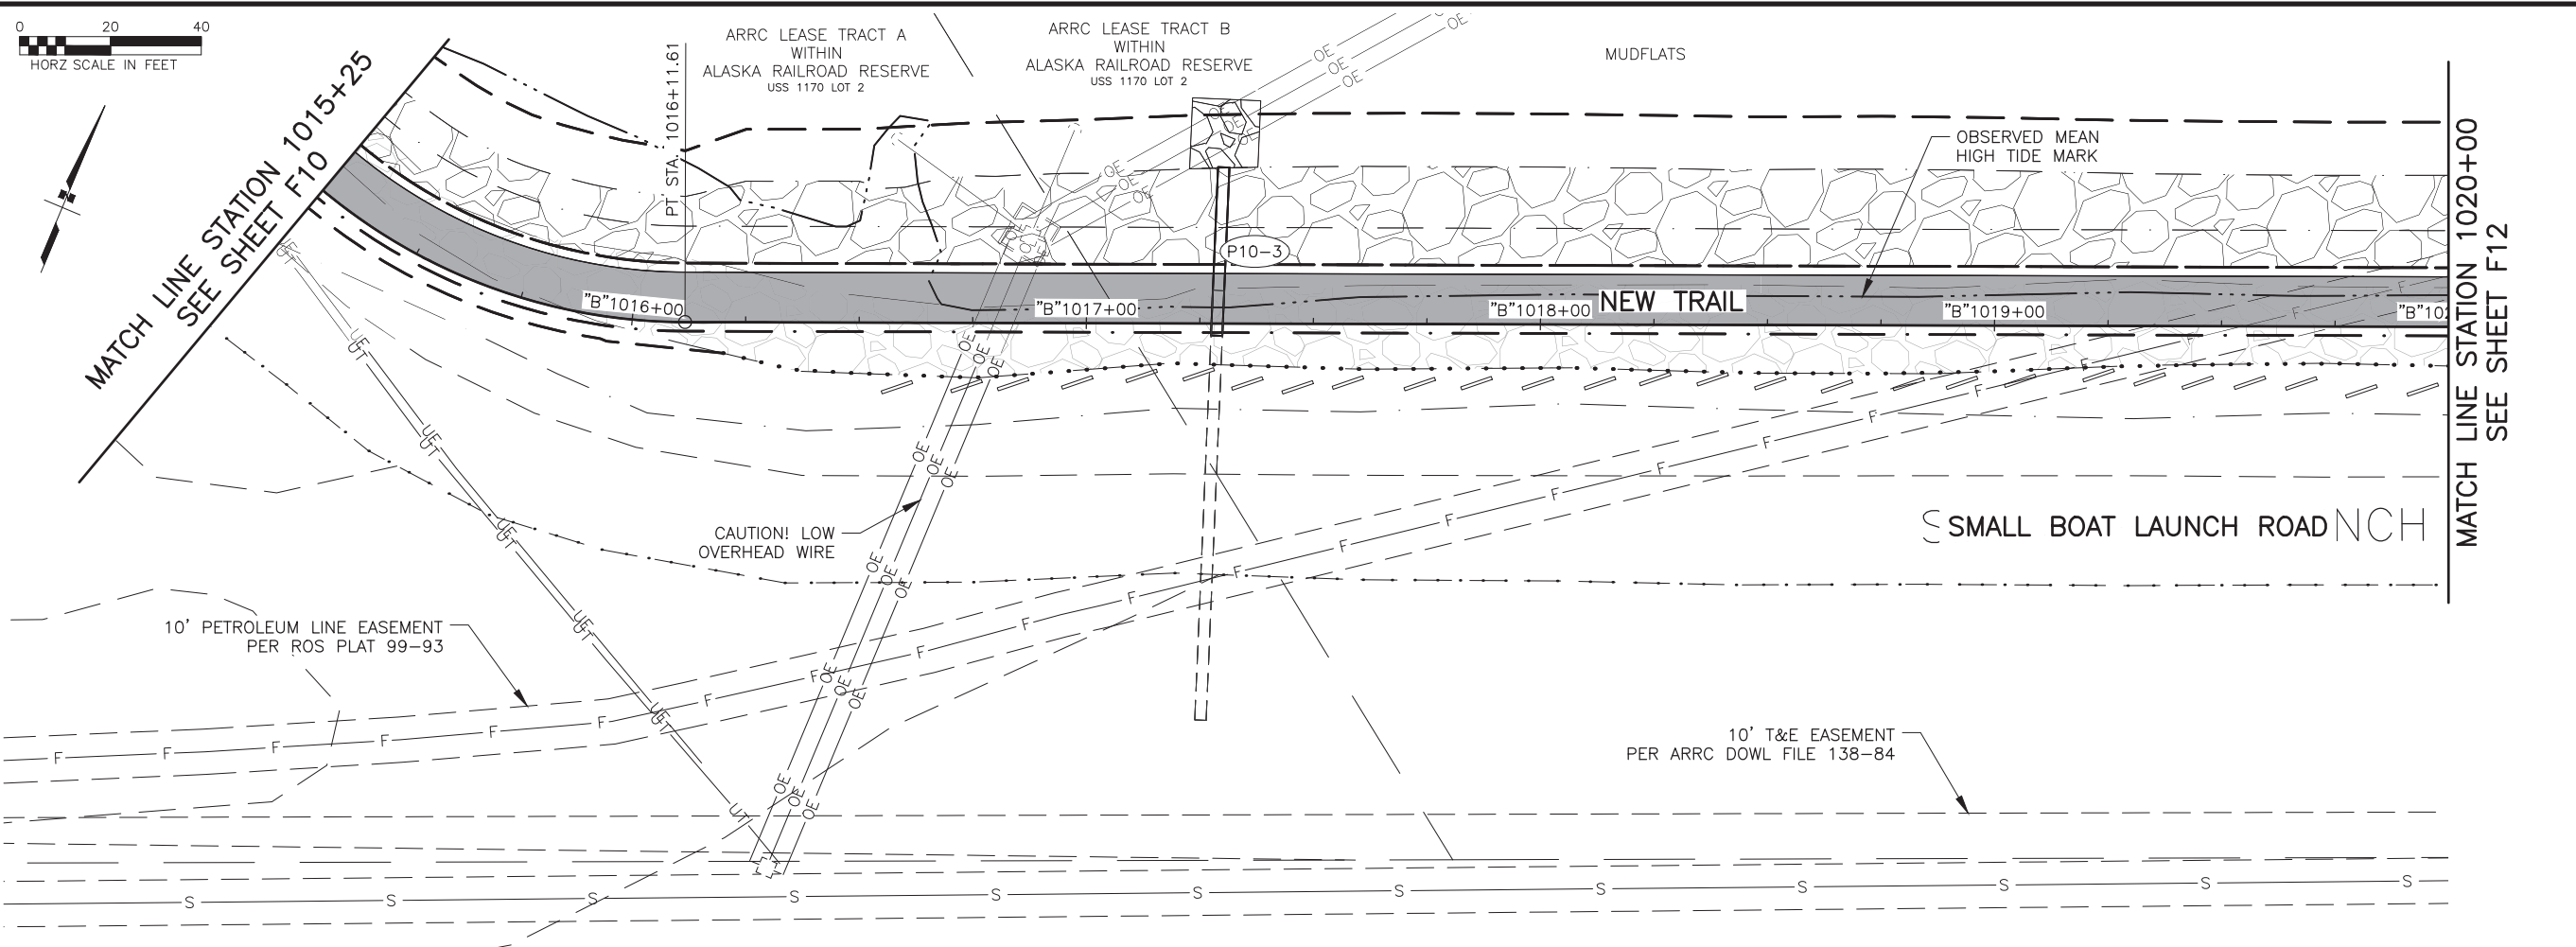 0 20 40
HORZ SCALE IN FEET
MATCH LINE STATION 1015+25
SEE SHEET F10
PT STA. 1016+11.61
ARRC LEASE TRACT A
WITHIN
ALASKA RAILROAD RESERVE
USS 1170 LOT 2
ARRC LEASE TRACT B
WITHIN
ALASKA RAILROAD RESERVE
USS 1170 LOT 2
MUDFLATS
OE
OE
OE
OBSERVED MEAN
HIGH TIDE MARK
P10-3
"B"1016+00
"B"1017+00
"B"1018+00
NEW TRAIL
"B"1019+00
MATCH LINE STATION 1020+00
SEE SHEET F12
CAUTION! LOW
OVERHEAD WIRE
SMALL BOAT LAUNCH ROAD
NCH
10' PETROLEUM LINE EASEMENT
PER ROS PLAT 99-93
F F F F F F F F F F F F F F F F F F F
10' T&E EASEMENT
PER ARRC DOWL FILE 138-84
S S S S S S S S S S S S